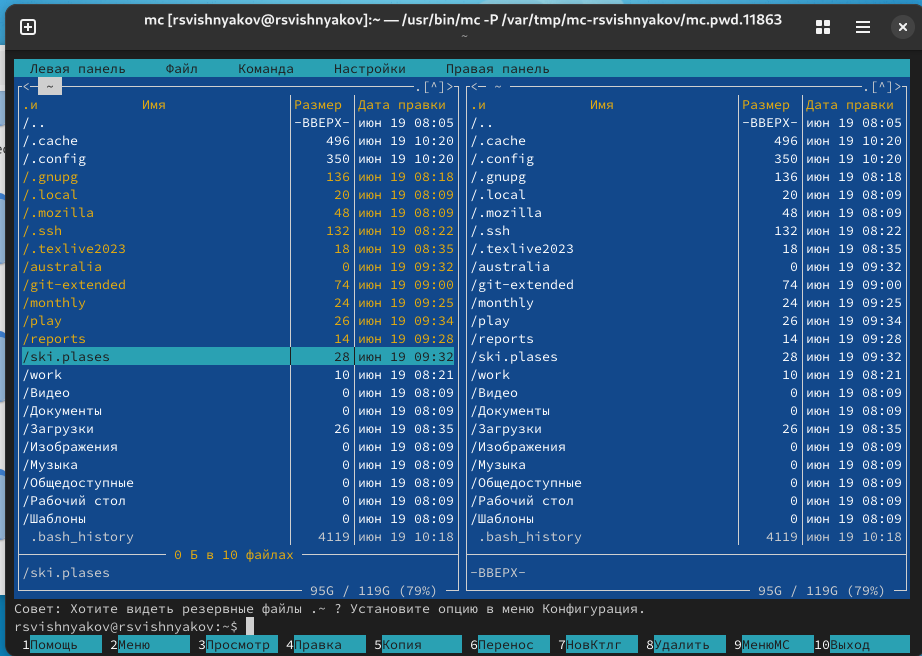 mc [rsvishnyakov@rsvishnyakov]:~ — /usr/bin/mc -P /var/tmp/mc-rsvishnyakov/mc.pwd.11863
~
Левая панель Файл Команда Настройки Правая панель
<─ ~ .[^]> <─ ~ .[^]>
.и Имя Размер Дата правки .и Имя Размер Дата правки
/.. -ВВЕРХ- июн 19 08:05 /.. -ВВЕРХ- июн 19 08:05
/.cache 496 июн 19 10:20 /.cache 496 июн 19 10:20
/.config 350 июн 19 10:20 /.config 350 июн 19 10:20
/.gnupg 136 июн 19 08:18 /.gnupg 136 июн 19 08:18
/.local 20 июн 19 08:09 /.local 20 июн 19 08:09
/.mozilla 48 июн 19 08:09 /.mozilla 48 июн 19 08:09
/.ssh 132 июн 19 08:22 /.ssh 132 июн 19 08:22
/.texlive2023 18 июн 19 08:35 /.texlive2023 18 июн 19 08:35
/australia 0 июн 19 09:32 /australia 0 июн 19 09:32
/git-extended 74 июн 19 09:00 /git-extended 74 июн 19 09:00
/monthly 24 июн 19 09:25 /monthly 24 июн 19 09:25
/play 26 июн 19 09:34 /play 26 июн 19 09:34
/reports 14 июн 19 09:28 /reports 14 июн 19 09:28
/ski.plases 28 июн 19 09:32 /ski.plases 28 июн 19 09:32
/work 10 июн 19 08:21 /work 10 июн 19 08:21
/Видео 0 июн 19 08:09 /Видео 0 июн 19 08:09
/Документы 0 июн 19 08:09 /Документы 0 июн 19 08:09
/Загрузки 26 июн 19 08:35 /Загрузки 26 июн 19 08:35
/Изображения 0 июн 19 08:09 /Изображения 0 июн 19 08:09
/Музыка 0 июн 19 08:09 /Музыка 0 июн 19 08:09
/Общедоступные 0 июн 19 08:09 /Общедоступные 0 июн 19 08:09
/Рабочий стол 0 июн 19 08:09 /Рабочий стол 0 июн 19 08:09
/Шаблоны 0 июн 19 08:09 /Шаблоны 0 июн 19 08:09
.bash_history 4119 июн 19 10:18 .bash_history 4119 июн 19 10:18
0 Б в 10 файлах
/ski.plases -ВВЕРХ-
95G / 119G (79%) 95G / 119G (79%)
Совет: Хотите видеть резервные файлы .~ ? Установите опцию в меню Конфигурация.
rsvishnyakov@rsvishnyakov:~$
1Помощь 2Меню 3Просмотр 4Правка 5Копия 6Перенос 7НовКтлг 8Удалить 9МенюМС 10Выход